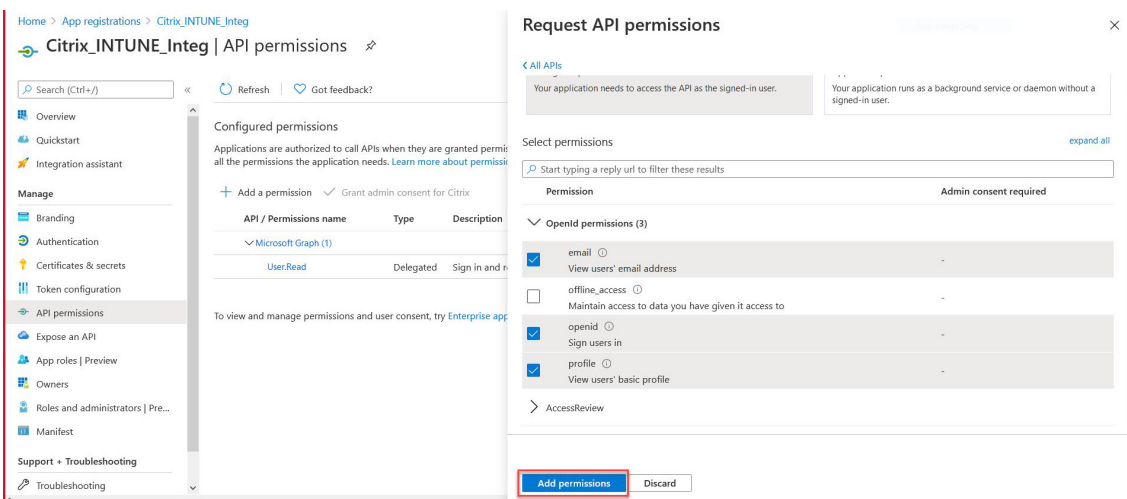 Home > App registrations > Citrix_INTUNE_Integ
Citrix_INTUNE_Integ | API permissions
Search (Ctrl+/)
Overview
Quickstart
Integration assistant
Manage
Branding
Authentication
Certificates & secrets
Token configuration
API permissions
Expose an API
App roles | Preview
Owners
Roles and administrators | Pre...
Manifest
Support + Troubleshooting
Troubleshooting
Refresh
Got feedback?
Configured permissions
Applications are authorized to call APIs when they are granted permis
all the permissions the application needs. Learn more about permissio
Add a permission
Grant admin consent for Citrix
API / Permissions name Type Description
Microsoft Graph (1)
User.Read Delegated Sign in and r
To view and manage permissions and user consent, try Enterprise app
Request API permissions
All APIs
Your application needs to access the API as the signed-in user.
Your application runs as a background service or daemon without a
signed-in user.
Select permissions expand all
Start typing a reply url to filter these results
Permission Admin consent required
OpenId permissions (3)
email
View users' email address -
offline_access
Maintain access to data you have given it access to -
openid
Sign users in -
profile
View users' basic profile -
AccessReview
Add permissions Discard